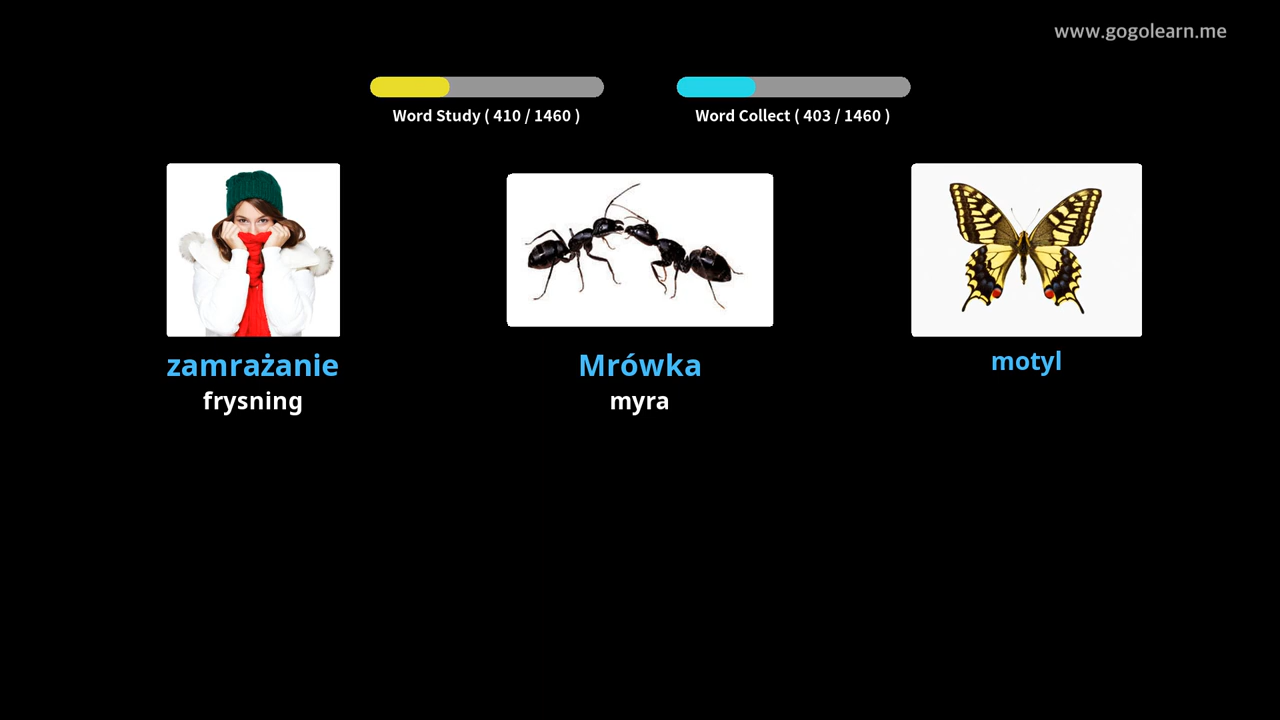 www.gogolearn.me
Word Study ( 410 / 1460 )
Word Collect ( 403 / 1460 )
zamrażanie
frysning
Mrówka
myra
motyl